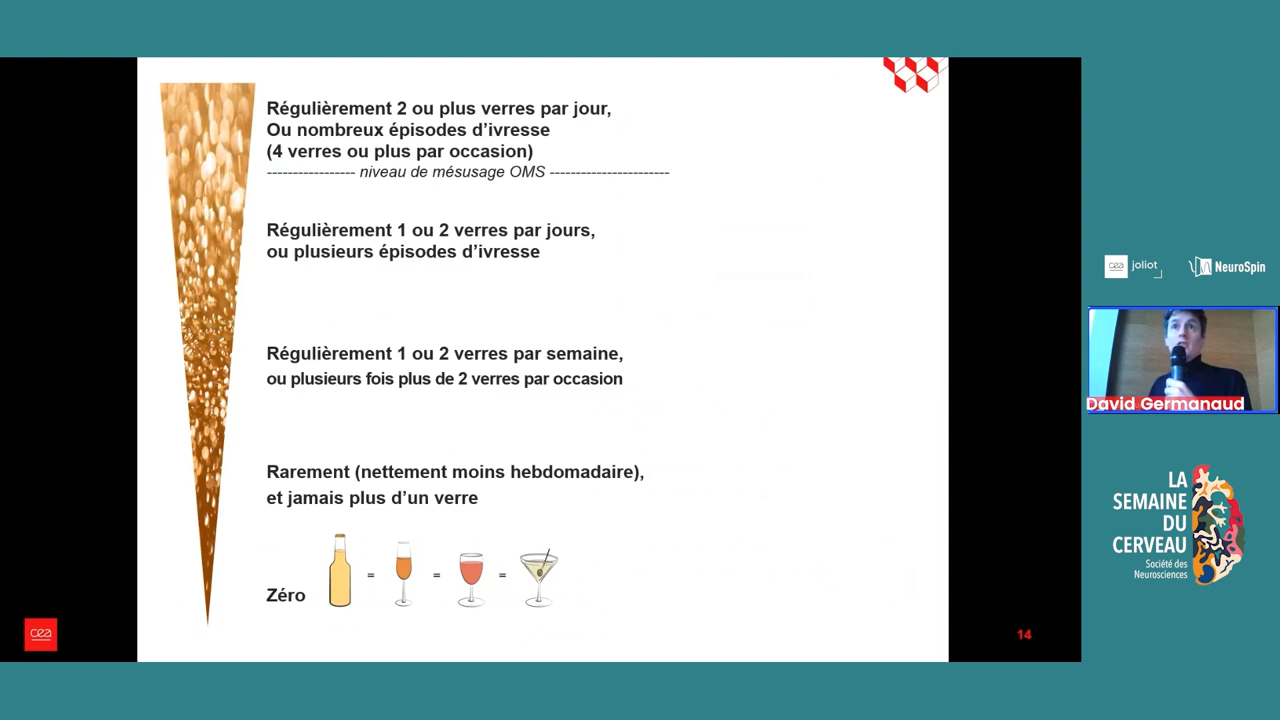 Régulièrement 2 ou plus verres par jour,
Ou nombreux épisodes d'ivresse
(4 verres ou plus par occasion)
----------------- niveau de mésusage OMS -----------------------
Régulièrement 1 ou 2 verres par jours,
ou plusieurs épisodes d'ivresse
Régulièrement 1 ou 2 verres par semaine,
ou plusieurs fois plus de 2 verres par occasion
Rarement (nettement moins hebdomadaire),
et jamais plus d'un verre
Zéro = = =
cea
14
cea joliot
NeuroSpin
David Germanaud
LA
SEMAINE
DU
CERVEAU
Société des
Neurosciences